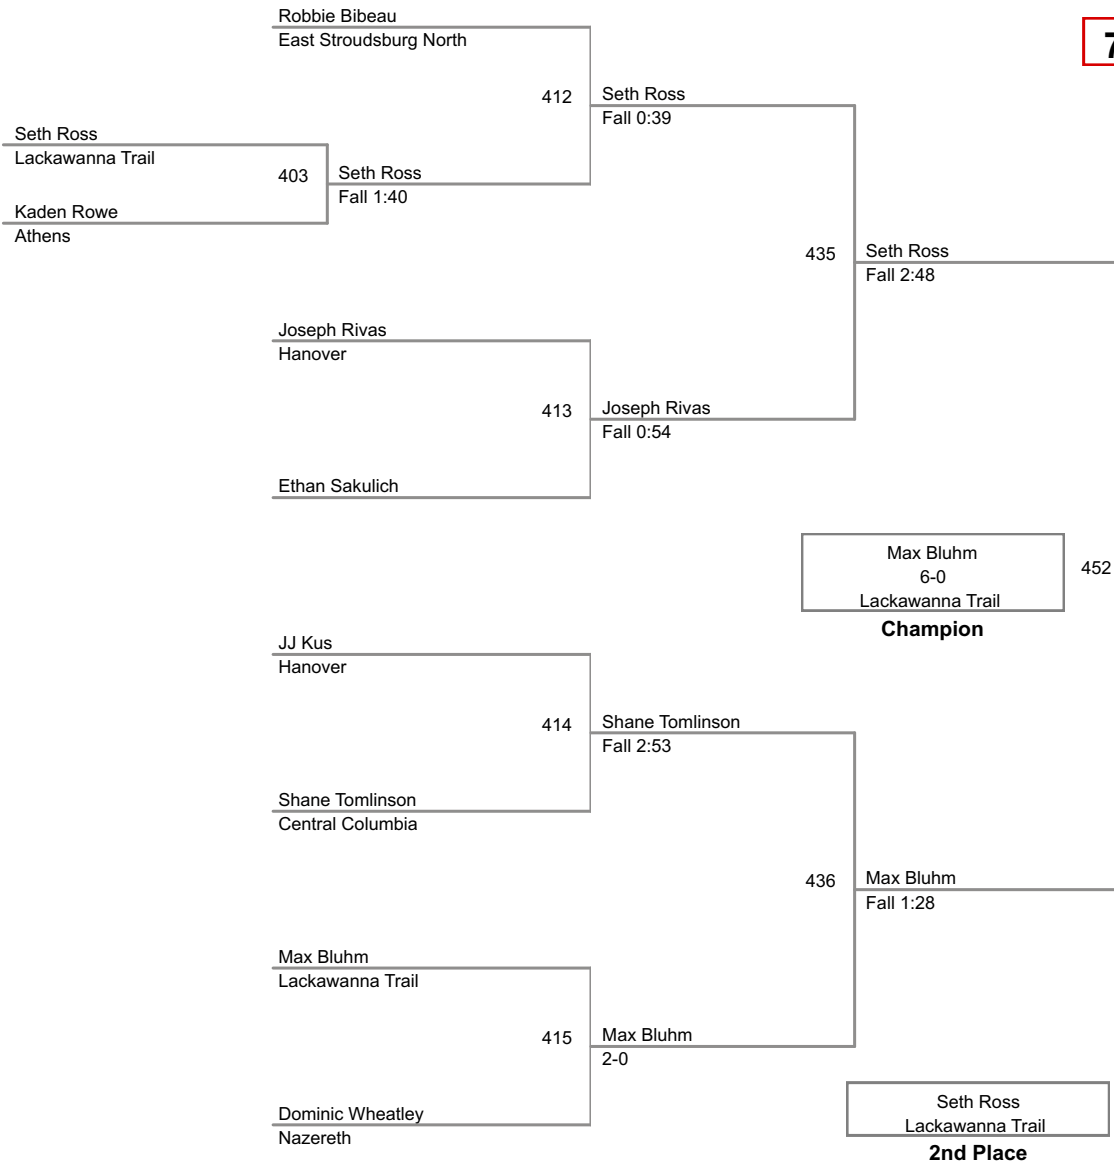 Robbie Bibeau
East Stroudsburg North
412
Seth Ross
Fall 0:39
Seth Ross
Lackawanna Trail
403
Seth Ross
Fall 1:40
Kaden Rowe
Athens
435
Seth Ross
Fall 2:48
Joseph Rivas
Hanover
413
Joseph Rivas
Fall 0:54
Ethan Sakulich
Max Bluhm
6-0
Lackawanna Trail
452
Champion
JJ Kus
Hanover
414
Shane Tomlinson
Fall 2:53
Shane Tomlinson
Central Columbia
436
Max Bluhm
Fall 1:28
Max Bluhm
Lackawanna Trail
415
Max Bluhm
2-0
Dominic Wheatley
Nazereth
Seth Ross
Lackawanna Trail
2nd Place